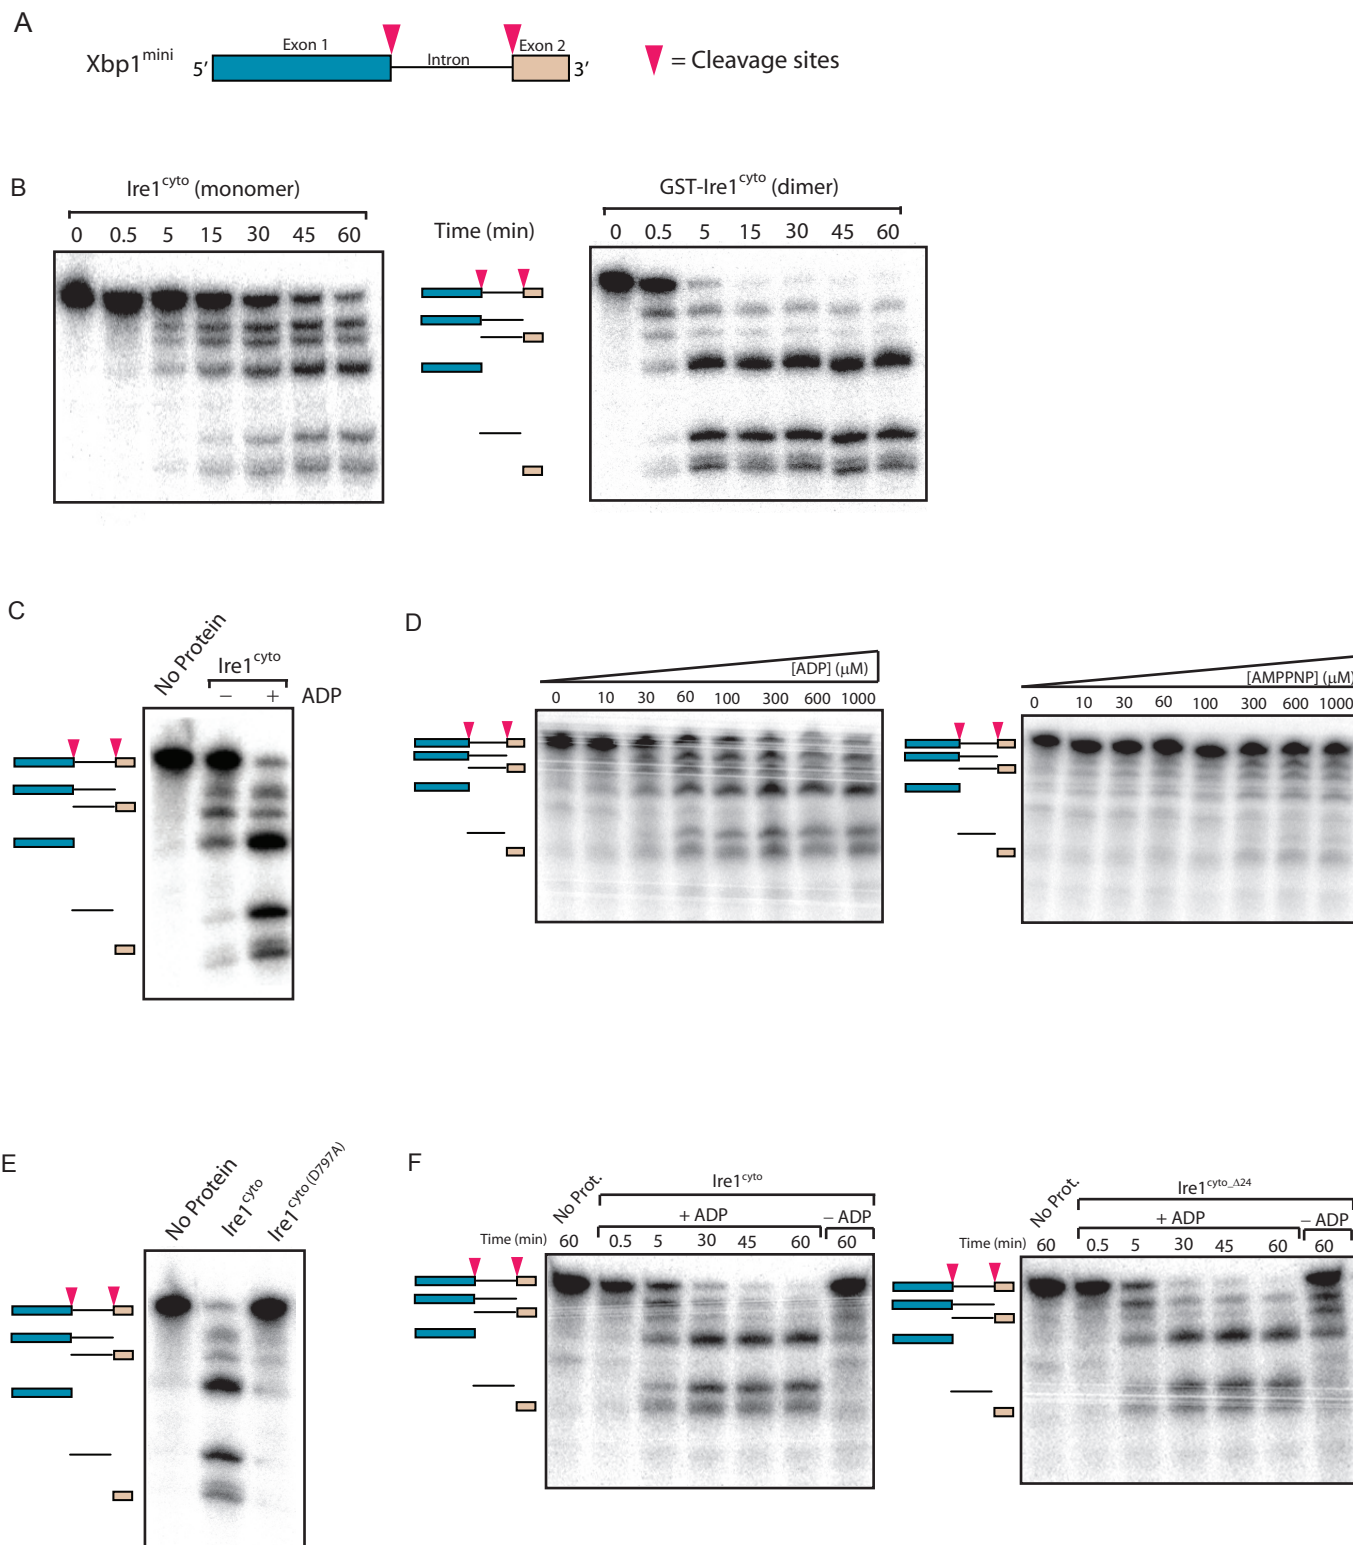 A
Xbp1mini 5′ Exon 1 Intron Exon 2 3′ = Cleavage sites
B
Ire1cyto (monomer)
0 0.5 5 15 30 45 60
Time (min)
GST-Ire1cyto (dimer)
0 0.5 5 15 30 45 60
C
No Protein
Ire1cyto
– + ADP
D
[ADP] (μM)
0 10 30 60 100 300 600 1000
[AMPPNP] (μM)
0 10 30 60 100 300 600 1000
E
No Protein
Ire1cyto
Ire1cyto (D797A)
F
No Prot.
Ire1cyto
+ ADP – ADP
Time (min) 60 0.5 5 30 45 60 60
No Prot.
Ire1cyto_Δ24
+ ADP – ADP
Time (min) 60 0.5 5 30 45 60 60